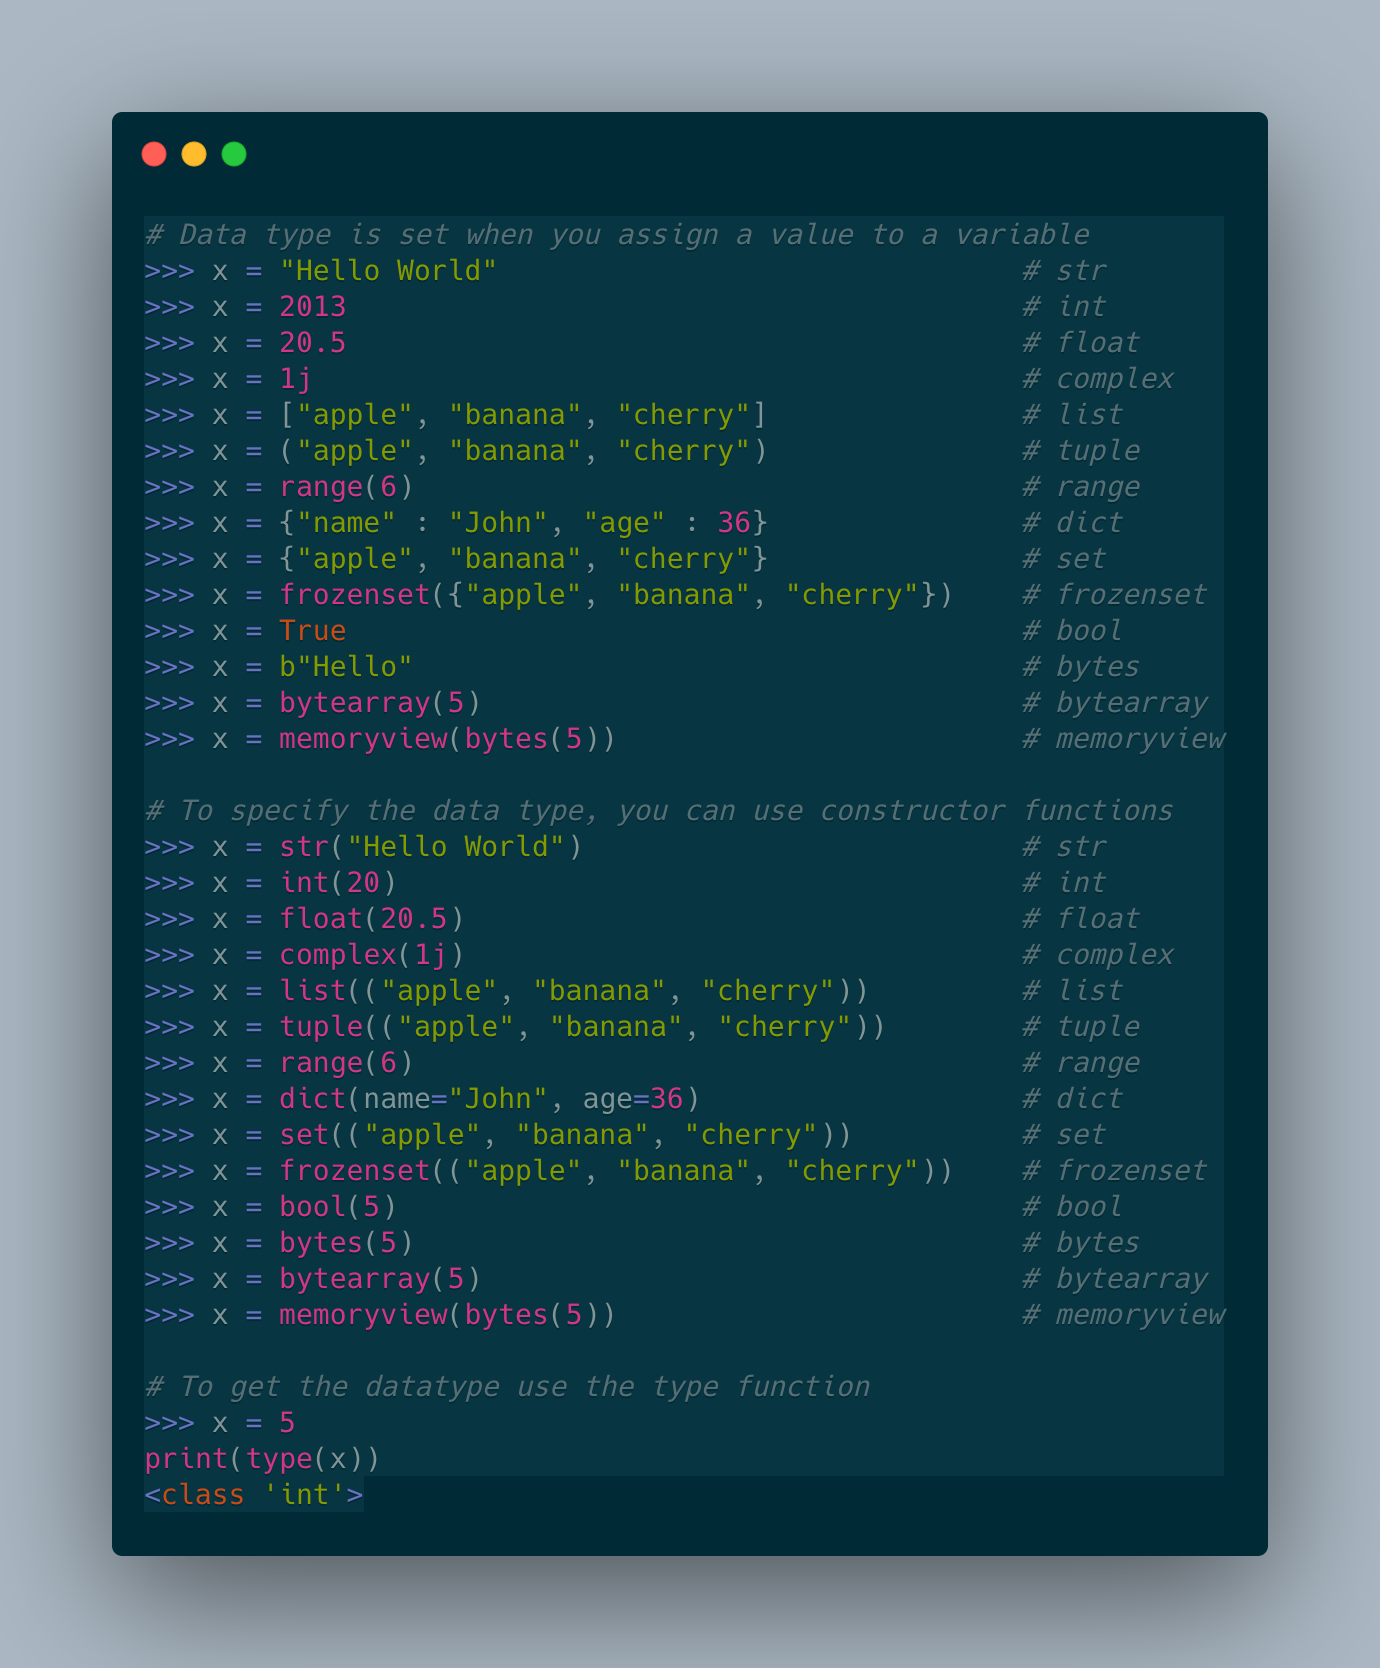 # Data type is set when you assign a value to a variable
>>> x = "Hello World"                               # str
>>> x = 2013                                        # int
>>> x = 20.5                                        # float
>>> x = 1j                                          # complex
>>> x = ["apple", "banana", "cherry"]               # list
>>> x = ("apple", "banana", "cherry")               # tuple
>>> x = range(6)                                    # range
>>> x = {"name" : "John", "age" : 36}               # dict
>>> x = {"apple", "banana", "cherry"}               # set
>>> x = frozenset({"apple", "banana", "cherry"})    # frozenset
>>> x = True                                        # bool
>>> x = b"Hello"                                    # bytes
>>> x = bytearray(5)                                # bytearray
>>> x = memoryview(bytes(5))                        # memoryview

# To specify the data type, you can use constructor functions
>>> x = str("Hello World")                          # str
>>> x = int(20)                                     # int
>>> x = float(20.5)                                 # float
>>> x = complex(1j)                                 # complex
>>> x = list(("apple", "banana", "cherry"))         # list
>>> x = tuple(("apple", "banana", "cherry"))        # tuple
>>> x = range(6)                                    # range
>>> x = dict(name="John", age=36)                   # dict
>>> x = set(("apple", "banana", "cherry"))          # set
>>> x = frozenset(("apple", "banana", "cherry"))    # frozenset
>>> x = bool(5)                                     # bool
>>> x = bytes(5)                                    # bytes
>>> x = bytearray(5)                                # bytearray
>>> x = memoryview(bytes(5))                        # memoryview

# To get the datatype use the type function
>>> x = 5
print(type(x))
<class 'int'>